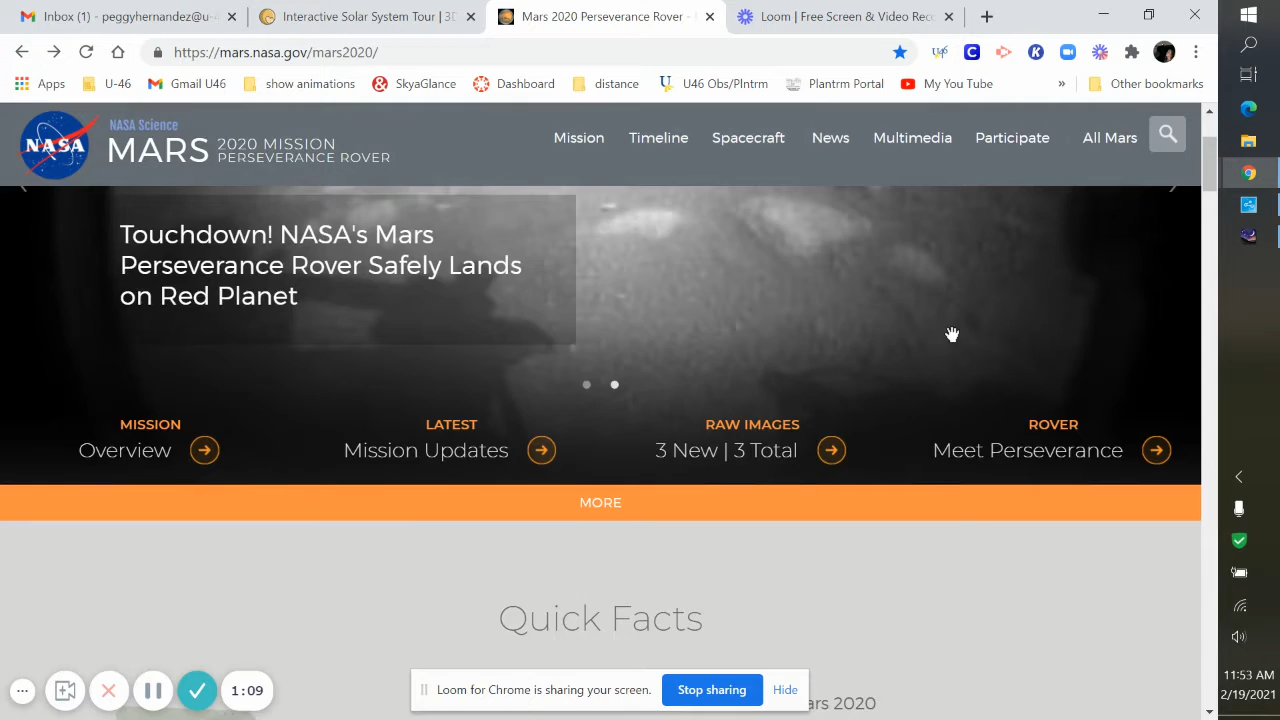 Inbox (1) - peggyhernandez@u-4
Interactive Solar System Tour | 3D
Mars 2020 Perseverance Rover -
Loom | Free Screen & Video Rec
https://mars.nasa.gov/mars2020/
Apps
U-46
Gmail U46
show animations
SkyaGlance
Dashboard
distance
U46 Obs/Plntrm
Plantrm Portal
My You Tube
»
Other bookmarks
NASA
NASA Science
MARS
2020 MISSION
PERSEVERANCE ROVER
Mission
Timeline
Spacecraft
News
Multimedia
Participate
All Mars
Touchdown! NASA's Mars
Perseverance Rover Safely Lands
on Red Planet
MISSION
Overview
LATEST
Mission Updates
RAW IMAGES
3 New | 3 Total
ROVER
Meet Perseverance
MORE
Quick Facts
ars 2020
1:09
Loom for Chrome is sharing your screen.
Stop sharing
Hide
11:53 AM
2/19/2021